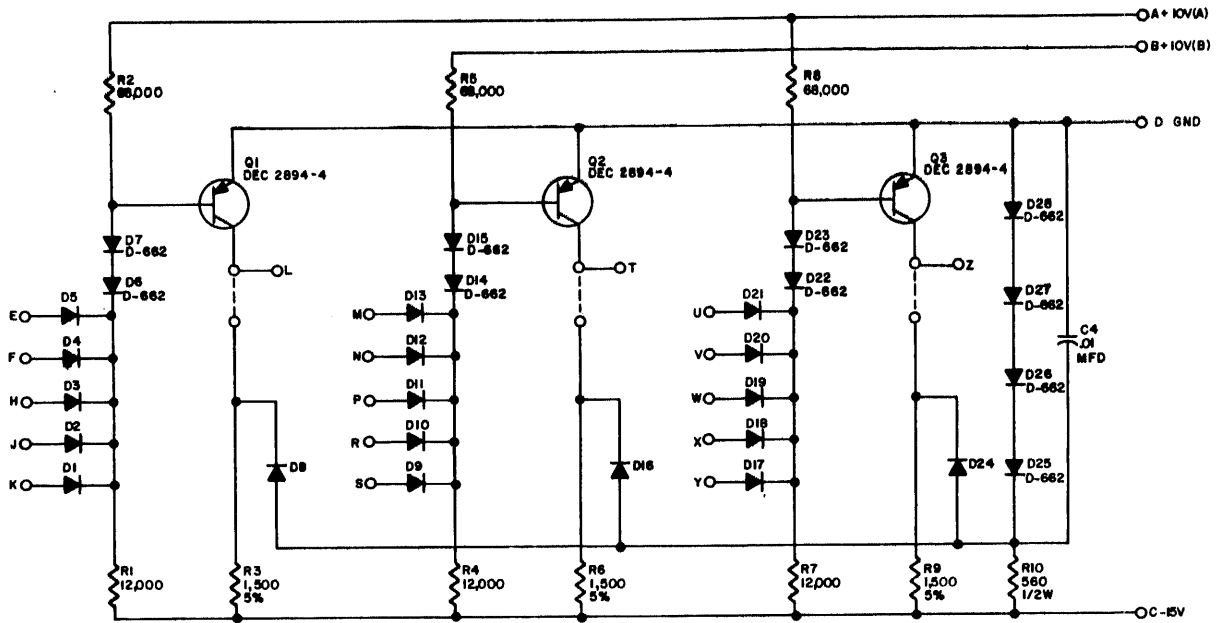 A+10V(A)
B+10V(B)
R2
68,000
R5
68,000
R8
68,000
D GND
Q1
DEC 2894-4
Q2
DEC 2894-4
Q3
DEC 2894-4
D7
D-662
D15
D-662
D23
D-662
D28
D-662
L
T
Z
D6
D-662
D14
D-662
D22
D-662
D27
D-662
E
D5
M
D13
U
D21
F
D4
N
D12
V
D20
C4
.01
MFD
H
D3
P
D11
W
D19
D26
D-662
J
D2
R
D10
X
D18
K
D1
D8
S
D9
D16
Y
D17
D24
D25
D-662
R1
12,000
R3
1,500
5%
R4
12,000
R6
1,500
5%
R7
12,000
R9
1,500
5%
R10
560
1/2W
C-15V